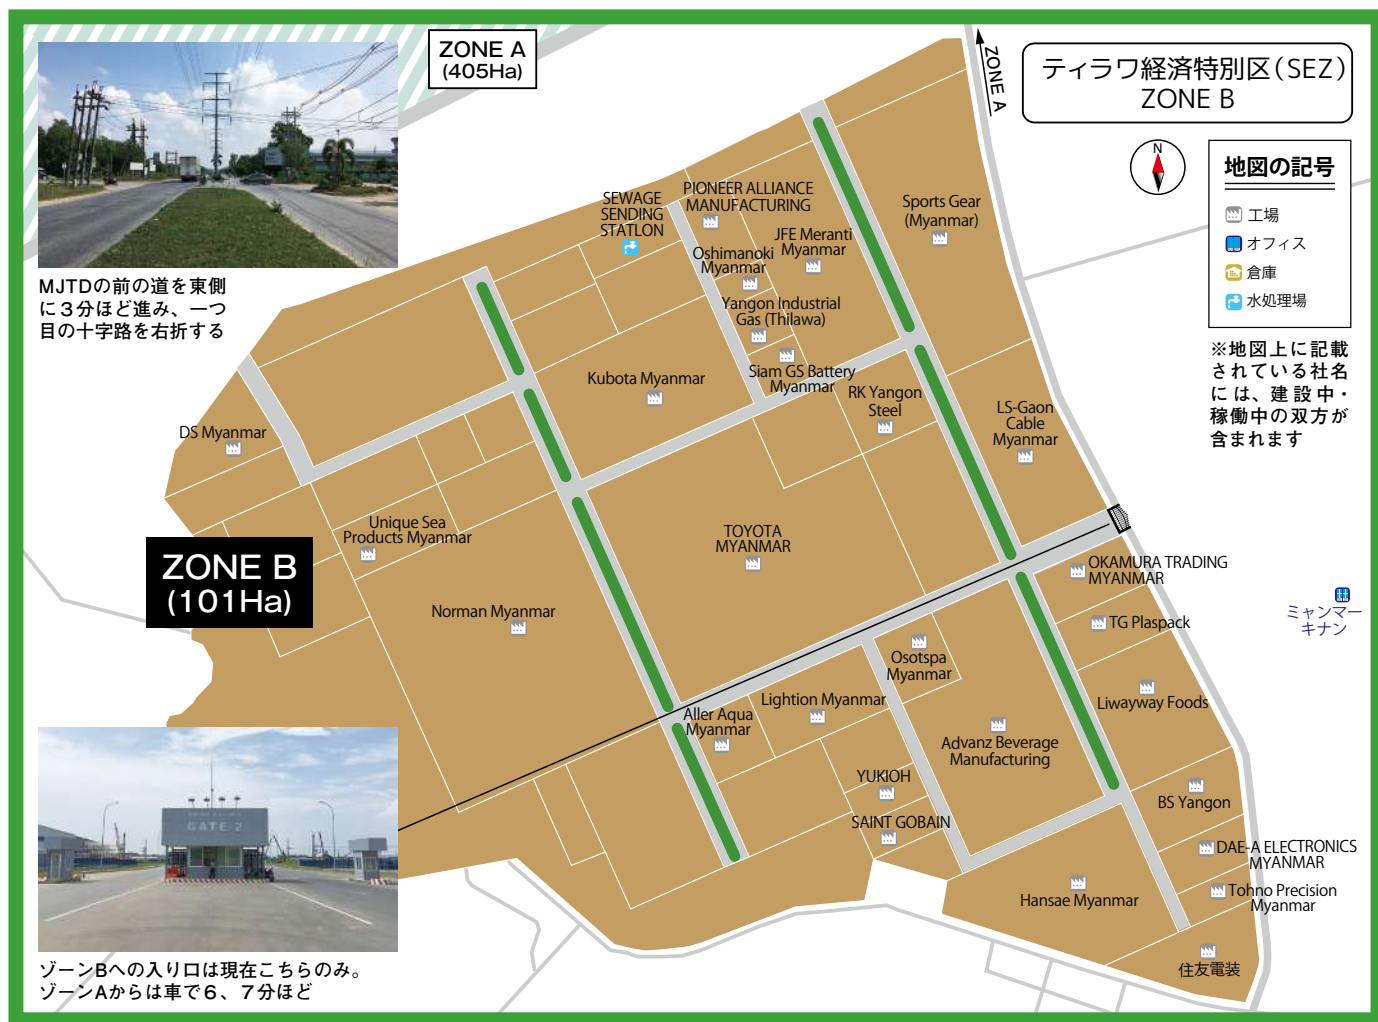 ZONE A
(405Ha)
ZONE A
ティラワ経済特別区（SEZ）
ZONE B
N
地図の記号
工場
オフィス
倉庫
水処理場
※地図上に記載
されている社名
には、建設中・
稼働中の双方が
含まれます
MJTDの前の道を東側
に３分ほど進み、一つ
目の十字路を右折する
SEWAGE
SENDING
STATLON
PIONEER ALLIANCE
MANUFACTURING
Sports Gear
(Myanmar)
JFE Meranti
Myanmar
Oshimanoki
Myanmar
Yangon Industrial
Gas (Thilawa)
Siam GS Battery
Myanmar
Kubota Myanmar
RK Yangon
Steel
LS-Gaon
Cable
Myanmar
DS Myanmar
Unique Sea
Products Myanmar
TOYOTA
MYANMAR
ZONE B
(101Ha)
Norman Myanmar
OKAMURA TRADING
MYANMAR
TG Plaspack
ミャンマー
キナン
Osotspa
Myanmar
Liwayway Foods
Lightion Myanmar
Aller Aqua
Myanmar
Advanz Beverage
Manufacturing
YUKIOH
SAINT GOBAIN
BS Yangon
DAE-A ELECTRONICS
MYANMAR
Tohno Precision
Myanmar
Hansae Myanmar
住友電装
GATE 2
ゾーンBへの入り口は現在こちらのみ。
ゾーンAからは車で６、７分ほど